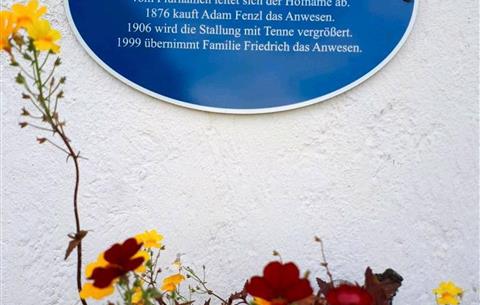 vom Flurnamen leitet sich der Hofname ab.
1876 kauft Adam Fenzl das Anwesen.
1906 wird die Stallung mit Tenne vergrößert.
1999 übernimmt Familie Friedrich das Anwesen.